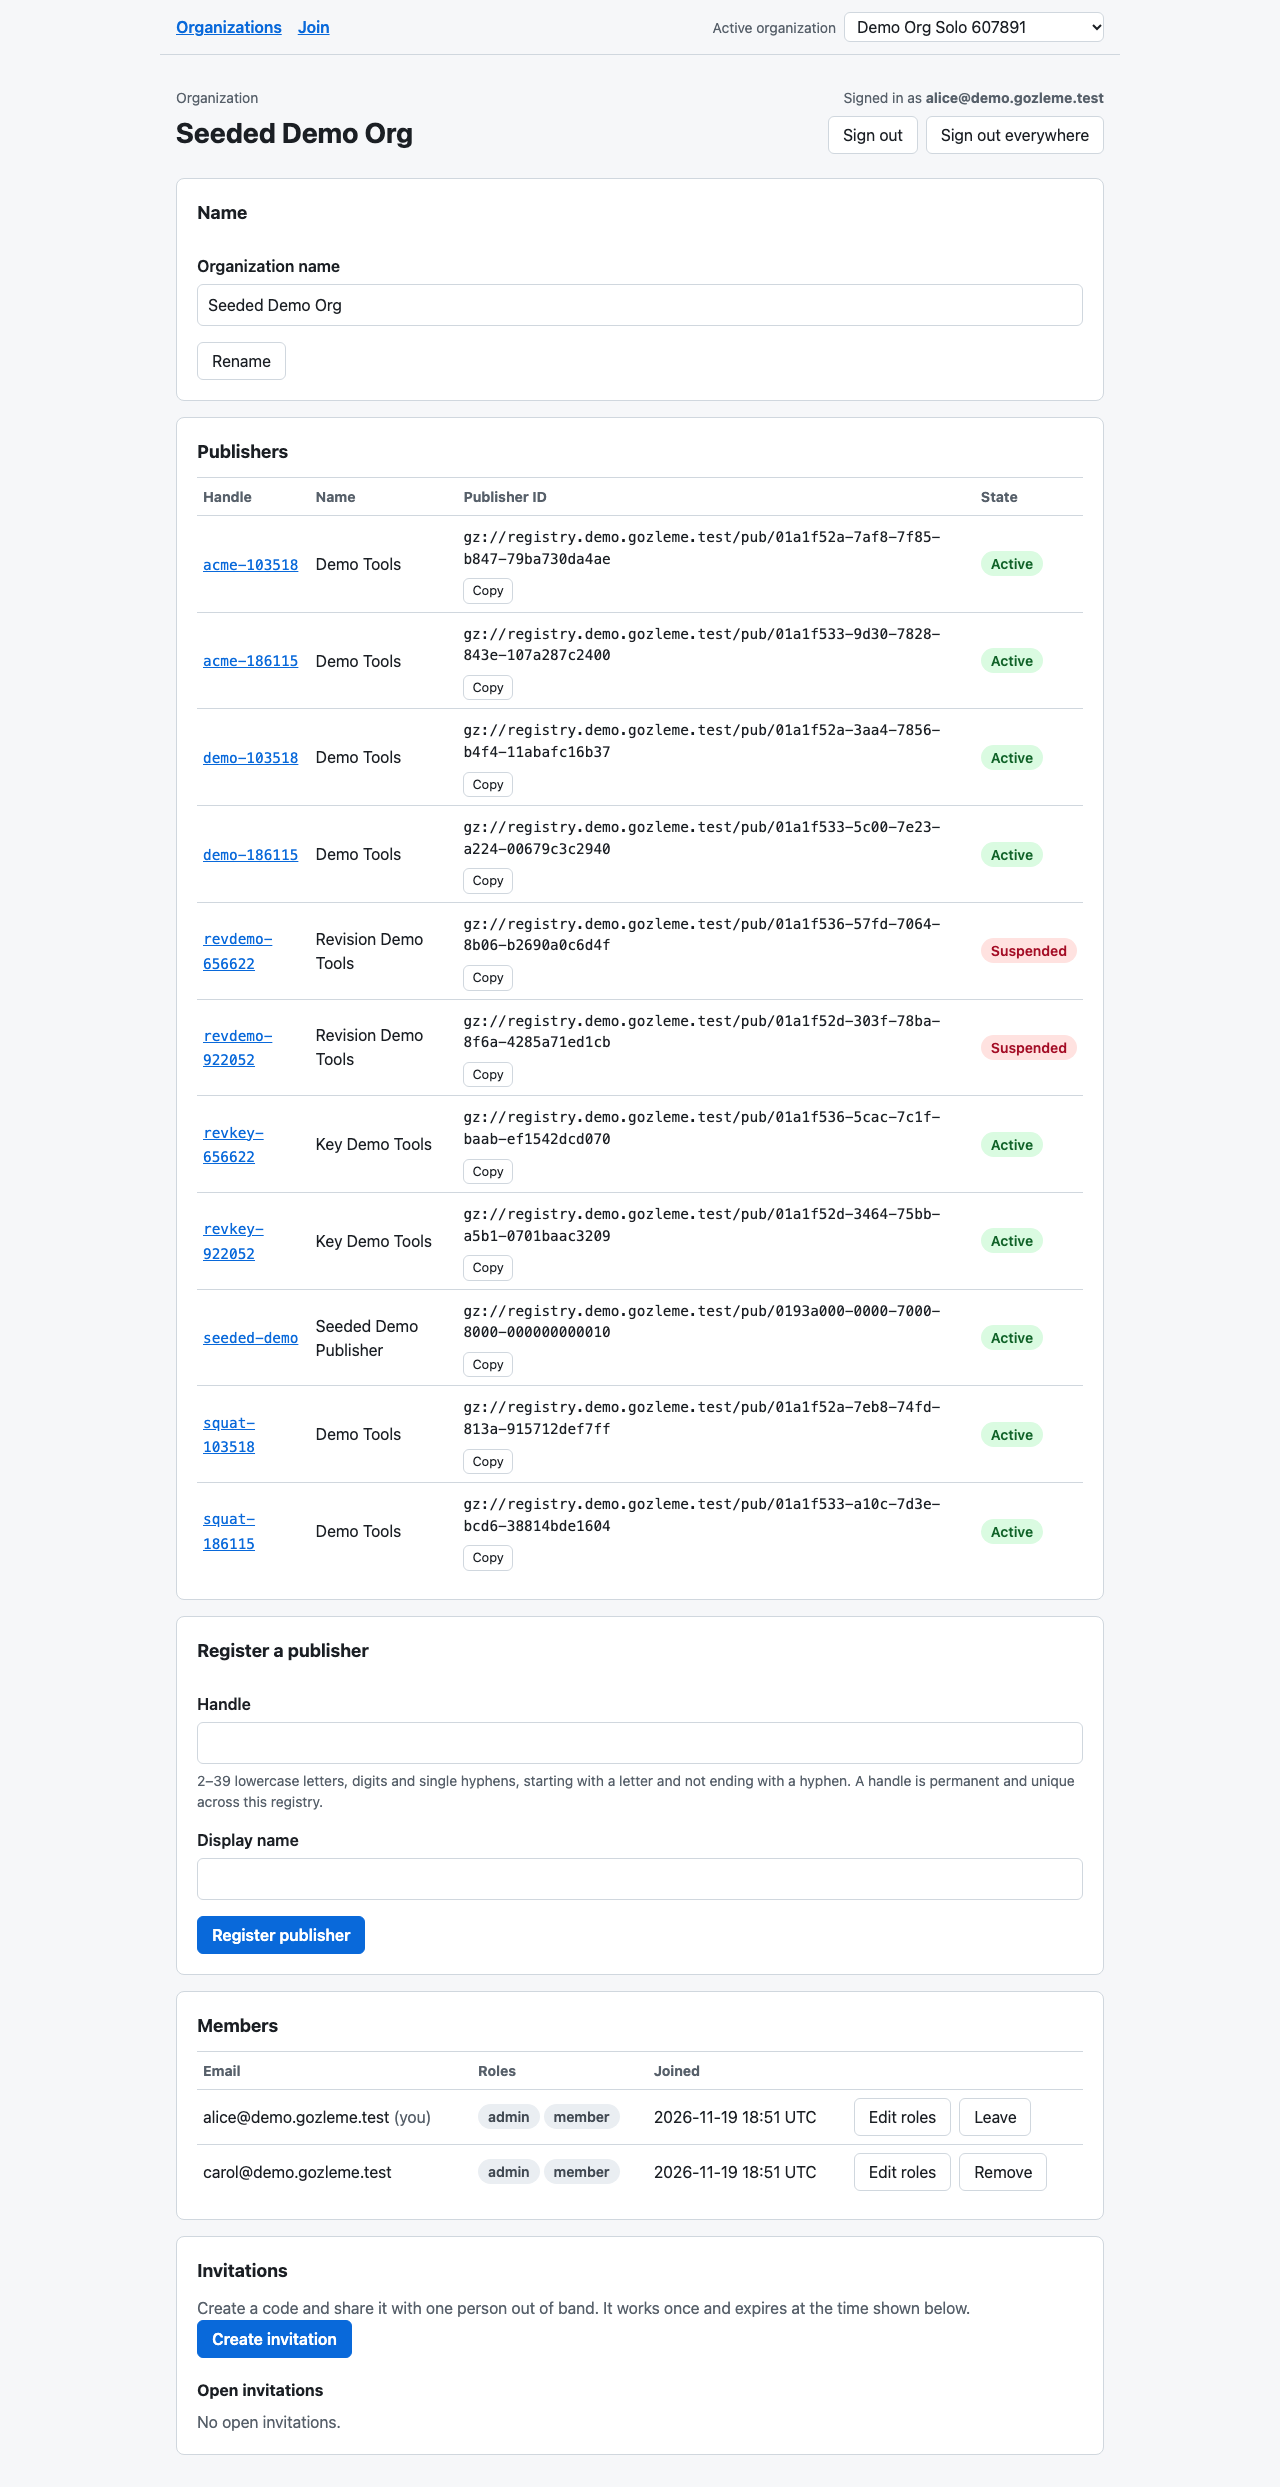 Organizations Join Active organization Demo Org Solo 607891
Organization Signed in as alice@demo.gozleme.test
Seeded Demo Org Sign out Sign out everywhere
Name
Organization name
Seeded Demo Org
Rename
Publishers
Handle Name Publisher ID State
acme-103518 Demo Tools gz://registry.demo.gozleme.test/pub/01a1f52a-7af8-7f85-
b847-79ba730da4ae Active
Copy
acme-186115 Demo Tools gz://registry.demo.gozleme.test/pub/01a1f533-9d30-7828-
843e-107a287c2400 Active
Copy
demo-103518 Demo Tools gz://registry.demo.gozleme.test/pub/01a1f52a-3aa4-7856-
b4f4-11abafc16b37 Active
Copy
demo-186115 Demo Tools gz://registry.demo.gozleme.test/pub/01a1f533-5c00-7e23-
a224-00679c3c2940 Active
Copy
revdemo- Revision Demo gz://registry.demo.gozleme.test/pub/01a1f536-57fd-7064-
656622 Tools 8b06-b2690a0c6d4f Suspended
Copy
revdemo- Revision Demo gz://registry.demo.gozleme.test/pub/01a1f52d-303f-78ba-
922052 Tools 8f6a-4285a71ed1cb Suspended
Copy
revkey- Key Demo Tools gz://registry.demo.gozleme.test/pub/01a1f536-5cac-7c1f-
656622 baab-ef1542dcd070 Active
Copy
revkey- Key Demo Tools gz://registry.demo.gozleme.test/pub/01a1f52d-3464-75bb-
922052 a5b1-0701baac3209 Active
Copy
seeded-demo Seeded Demo gz://registry.demo.gozleme.test/pub/0193a000-0000-7000-
Publisher 8000-000000000010 Active
Copy
squat- Demo Tools gz://registry.demo.gozleme.test/pub/01a1f52a-7eb8-74fd-
103518 813a-915712def7ff Active
Copy
squat- Demo Tools gz://registry.demo.gozleme.test/pub/01a1f533-a10c-7d3e-
186115 bcd6-38814bde1604 Active
Copy
Register a publisher
Handle
2–39 lowercase letters, digits and single hyphens, starting with a letter and not ending with a hyphen. A handle is permanent and unique
across this registry.
Display name
Register publisher
Members
Email Roles Joined
alice@demo.gozleme.test (you) admin member 2026-11-19 18:51 UTC Edit roles Leave
carol@demo.gozleme.test admin member 2026-11-19 18:51 UTC Edit roles Remove
Invitations
Create a code and share it with one person out of band. It works once and expires at the time shown below.
Create invitation
Open invitations
No open invitations.